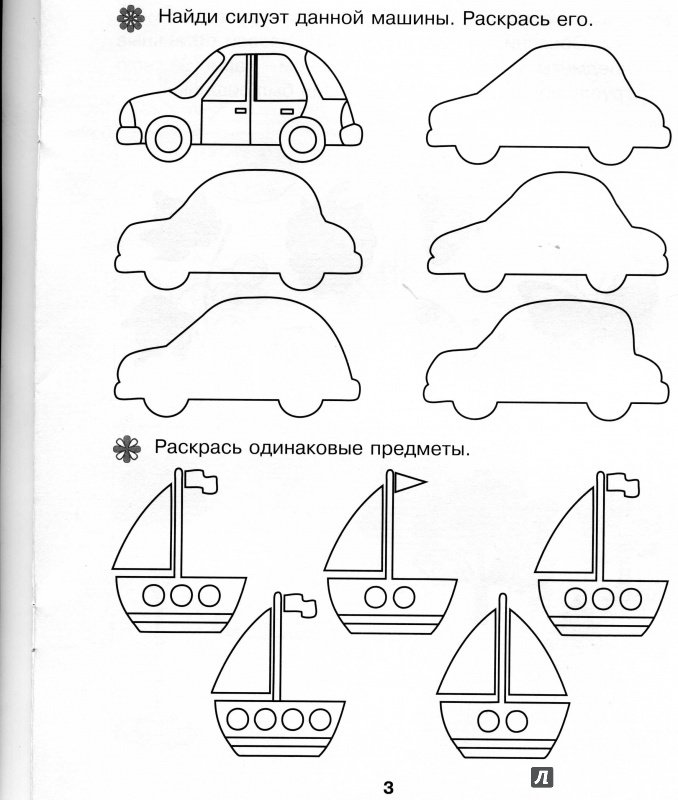 Найди силуэт данной машины. Раскрась его.
Раскрась одинаковые предметы.
Л
3